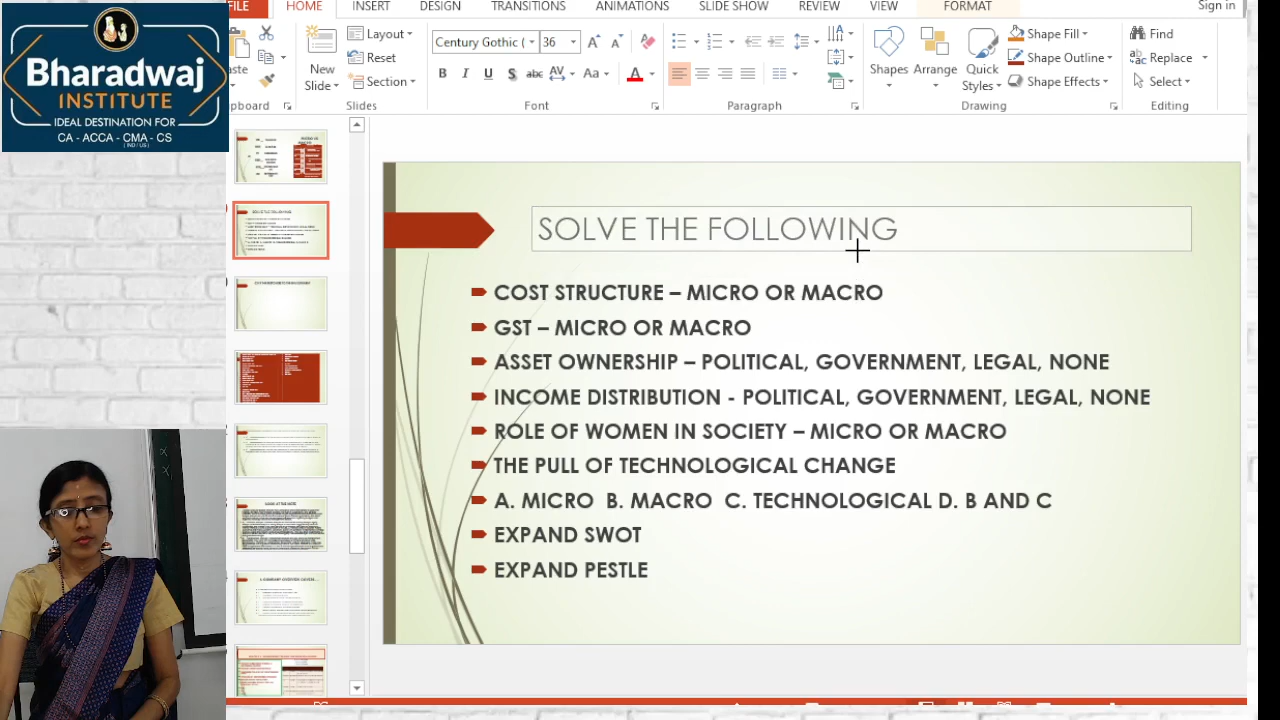 Bharadwaj
INSTITUTE
IDEAL DESTINATION FOR
CA - ACCA - CMA - CS
( IND / US )
FILE HOME INSERT DESIGN TRANSITIONS ANIMATIONS SLIDE SHOW REVIEW VIEW FORMAT Sign in
New
Slide
Layout
Reset
Section
Century Gothic ( 36
B I U S abc AV Aa A
Shapes Arrange Quick
Styles
Shape Fill
Shape Outline
Shape Effects
Find
Replace
Select
Slides Font Paragraph Drawing Editing
SOLVE THE FOLLOWING
COST STRUCTURE – MICRO OR MACRO
GST – MICRO OR MACRO
ASSET OWNERSHIP – POLITICAL, GOVERNMENT, LEGAL, NONE
INCOME DISTRIBUTION - POLITICAL, GOVERNMENT, LEGAL, NONE
ROLE OF WOMEN IN SOCIETY – MICRO OR MACRO
THE PULL OF TECHNOLOGICAL CHANGE
A. MICRO B. MACRO C. TECHNOLOGICAL D. B AND C
EXPAND SWOT
EXPAND PESTLE